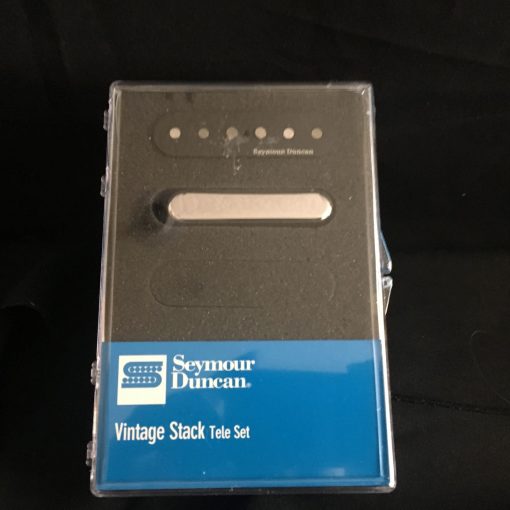 Seymour Duncan
Seymour
Duncan®
Vintage Stack Tele Set